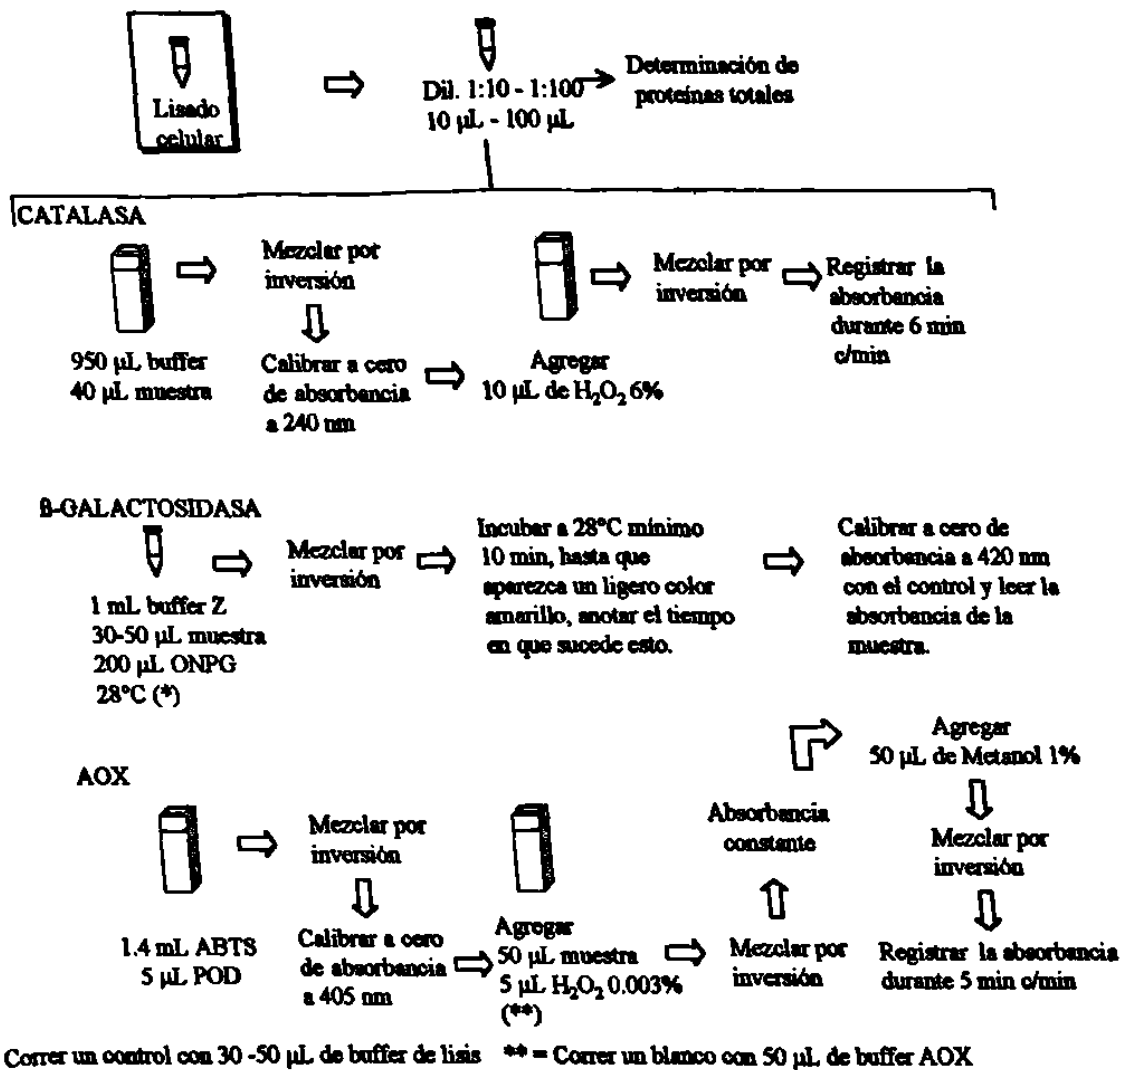 Lisado
celular
Dil. 1:10 - 1:100
10 µL - 100 µL
Determinación de
proteínas totales
CATALASA
950 µL buffer
40 µL muestra
Mezclar por
inversión
Calibrar a cero
de absorbancia
a 240 nm
Agregar
10 µL de H₂O₂ 6%
Mezclar por
inversión
Registrar la
absorbancia
durante 6 min
c/min
β-GALACTOSIDASA
1 mL buffer Z
30-50 µL muestra
200 µL ONPG
28°C (*)
Mezclar por
inversión
Incubar a 28°C mínimo
10 min, hasta que
aparezca un ligero color
amarillo, anotar el tiempo
en que sucede esto.
Calibrar a cero de
absorbancia a 420 nm
con el control y leer la
absorbancia de la
muestra.
AOX
1.4 mL ABTS
5 µL POD
Mezclar por
inversión
Calibrar a cero
de absorbancia
a 405 nm
Agregar
50 µL muestra
5 µL H₂O₂ 0.003%
(**)
Mezclar por
inversión
Absorbancia
constante
Agregar
50 µL de Metanol 1%
Mezclar por
inversión
Registrar la absorbancia
durante 5 min c/min
Correr un control con 30 -50 µL de buffer de lisis ** = Correr un blanco con 50 µL de buffer AOX